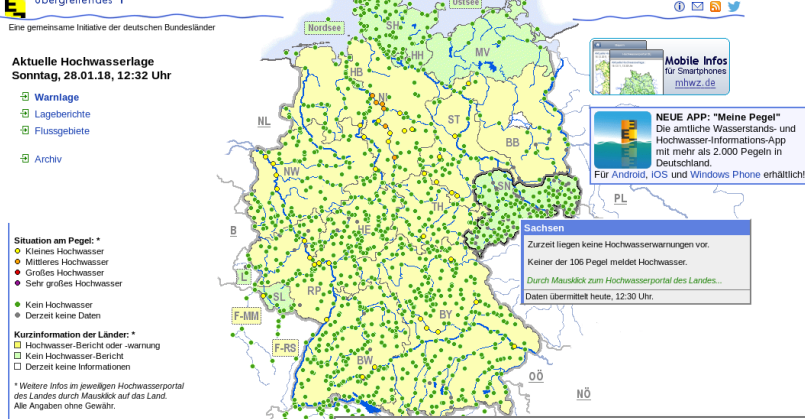 Übergreifendes
Eine gemeinsame Initiative der deutschen Bundesländer
Aktuelle Hochwasserlage
Sonntag, 28.01.18, 12:32 Uhr
Warnlage
Lageberichte
Flussgebiete
Archiv
Situation am Pegel: *
Kleines Hochwasser
Mittleres Hochwasser
Großes Hochwasser
Sehr großes Hochwasser
Kein Hochwasser
Derzeit keine Daten
Kurzinformation der Länder: *
Hochwasser-Bericht oder -warnung
Kein Hochwasser-Bericht
Derzeit keine Informationen
* Weitere Infos im jeweiligen Hochwasserportal
des Landes durch Mausklick auf das Land.
Alle Angaben ohne Gewähr.
Ostsee
Nordsee
SH
HH
MV
HB
NI
NL
ST
BB
NW
SN
PL
TH
B
HE
L
SL
RP
F-MM
BY
F-RS
BW
OÖ
NÖ
Mobile Infos
für Smartphones
mhwz.de
NEUE APP: "Meine Pegel"
Die amtliche Wasserstands- und
Hochwasser-Informations-App
mit mehr als 2.000 Pegeln in
Deutschland.
Für Android, iOS und Windows Phone erhältlich!
Sachsen
Zurzeit liegen keine Hochwasserwarnungen vor.
Keiner der 106 Pegel meldet Hochwasser.
Durch Mausklick zum Hochwasserportal des Landes...
Daten übermittelt heute, 12:30 Uhr.